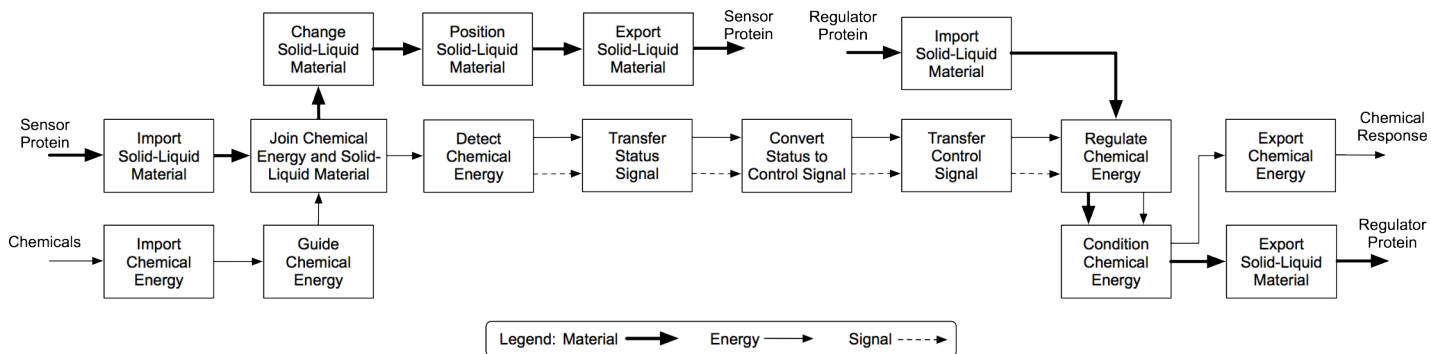 Change
Solid-Liquid
Material
Position
Solid-Liquid
Material
Export
Solid-Liquid
Material
Sensor
Protein
Regulator
Protein
Import
Solid-Liquid
Material
Sensor
Protein
Import
Solid-Liquid
Material
Join Chemical
Energy and Solid-
Liquid Material
Detect
Chemical
Energy
Transfer
Status
Signal
Convert
Status to
Control Signal
Transfer
Control
Signal
Regulate
Chemical
Energy
Export
Chemical
Energy
Chemical
Response
Chemicals
Import
Chemical
Energy
Guide
Chemical
Energy
Condition
Chemical
Energy
Export
Solid-Liquid
Material
Regulator
Protein
Legend: Material Energy Signal